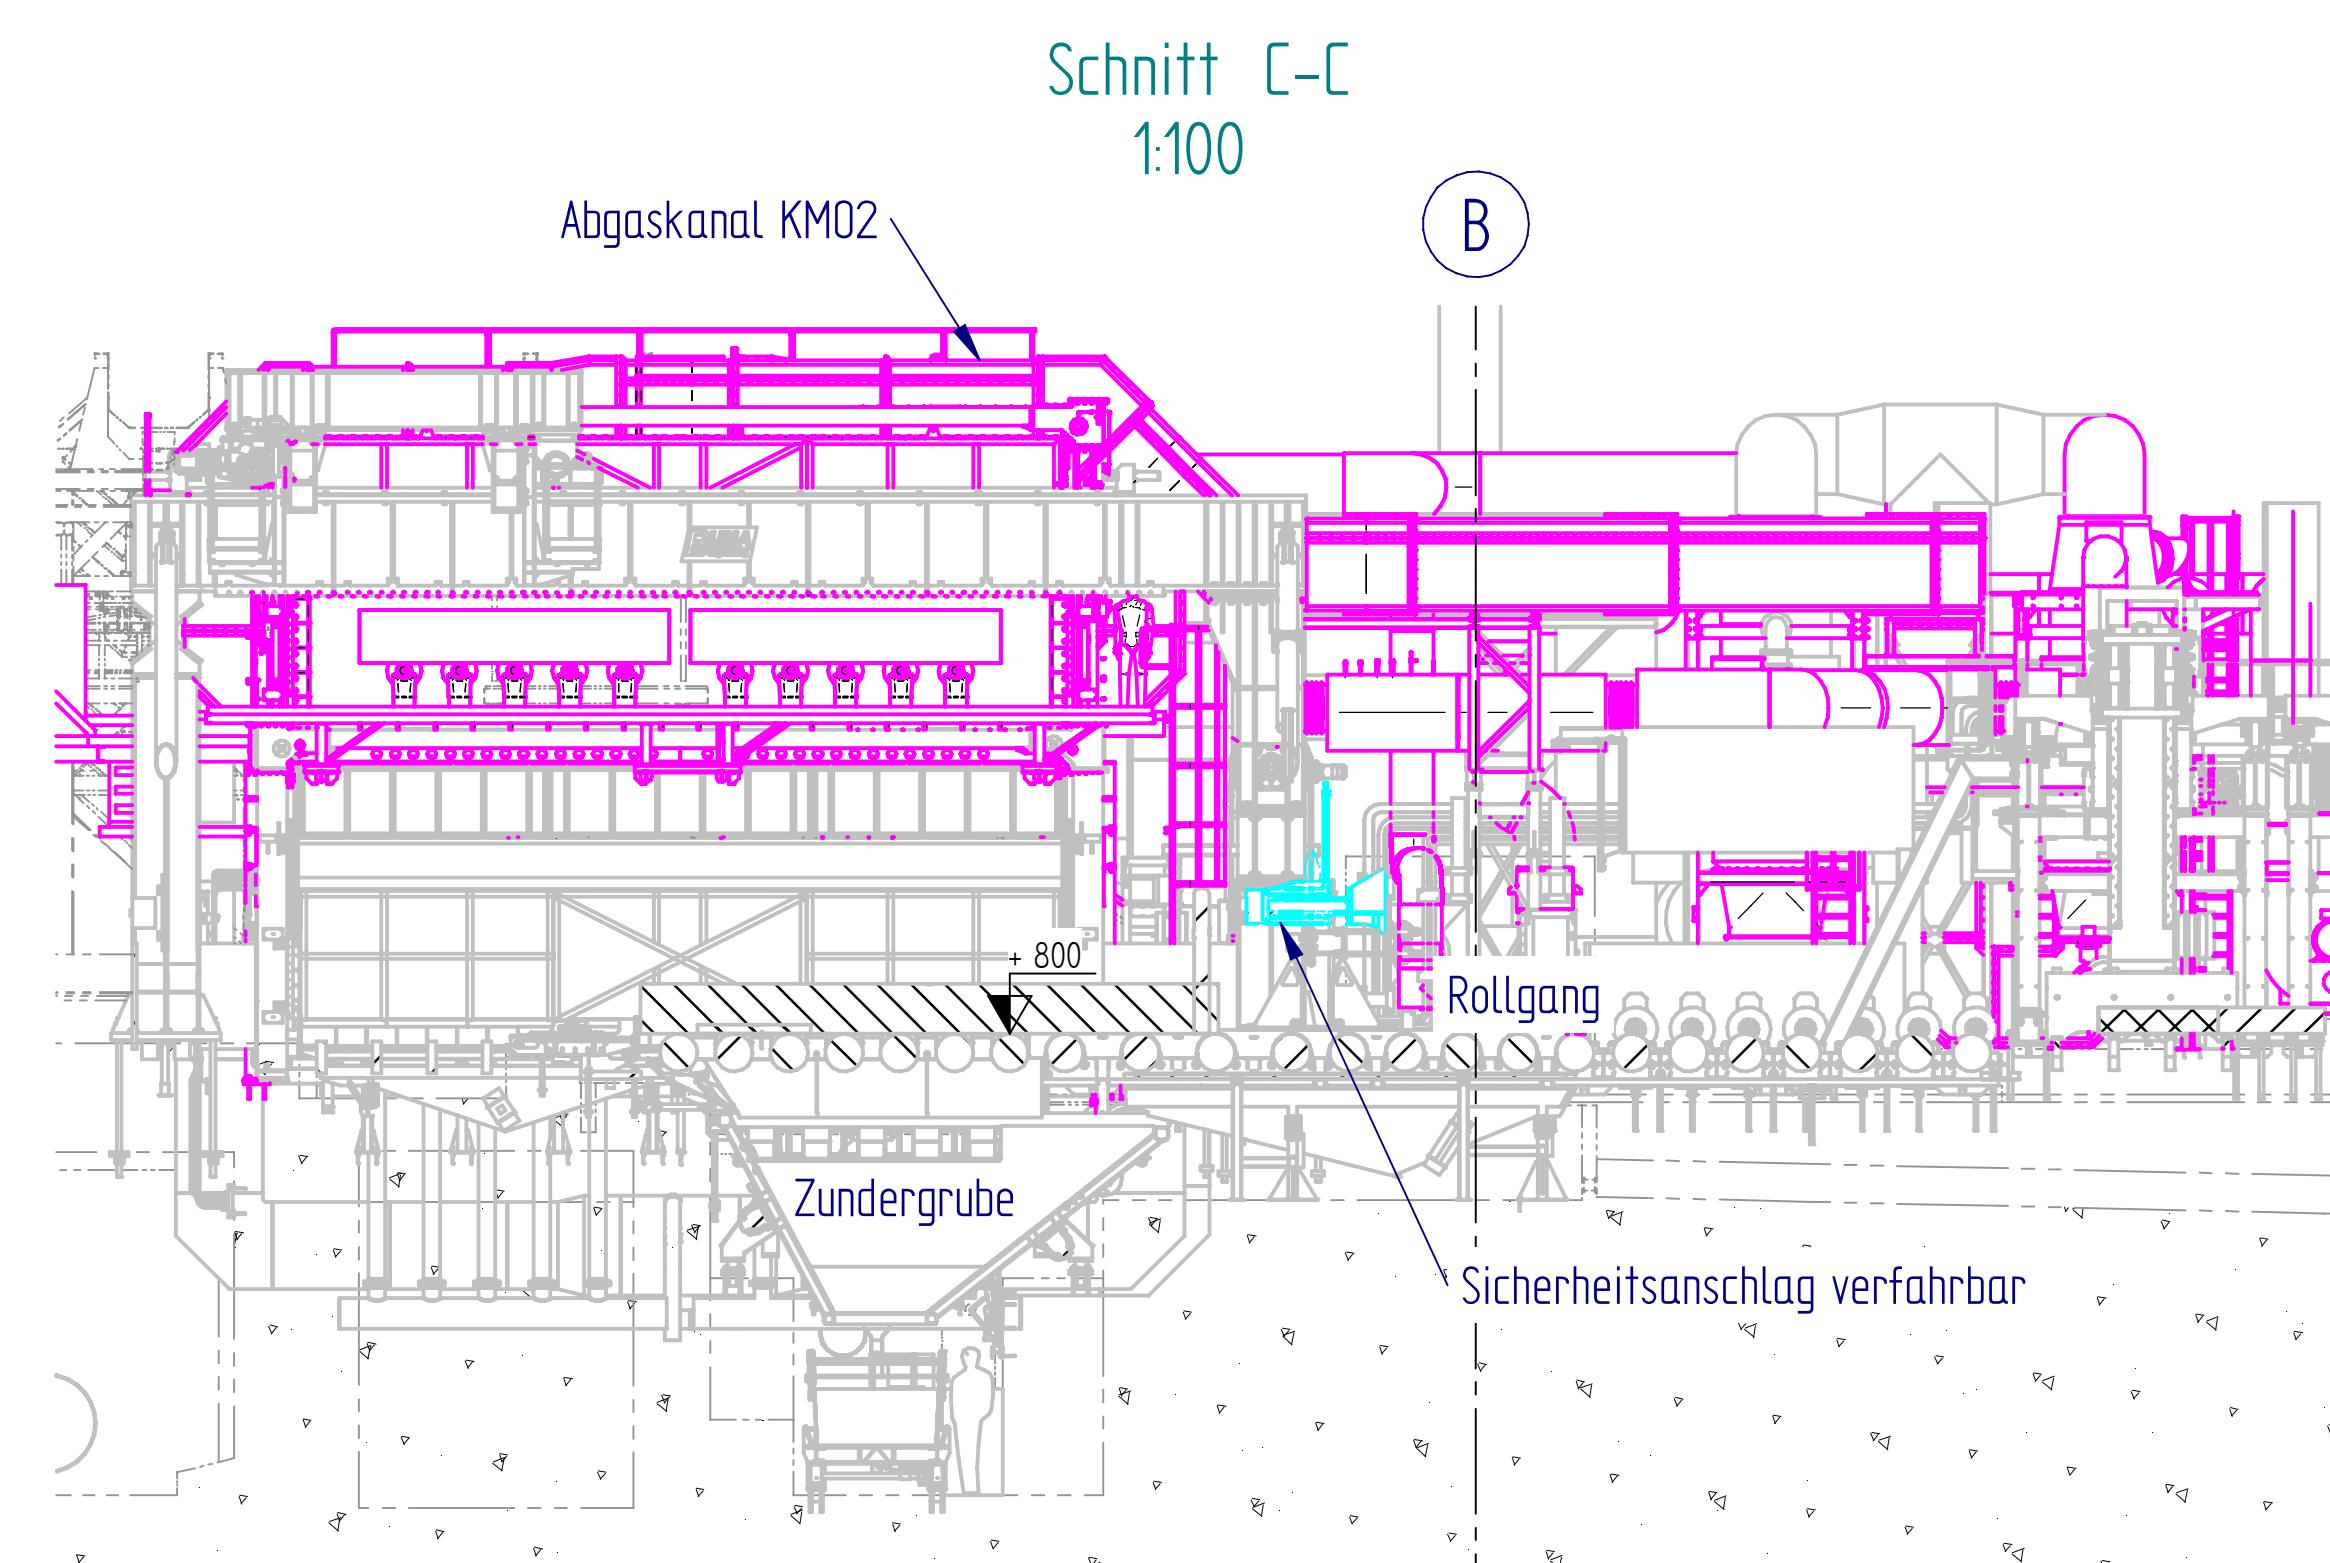 Schnitt C-C
1:100
Abgaskanal KM02
B
+ 800
Rollgang
Zundergrube
Sicherheitsanschlag verfahrbar